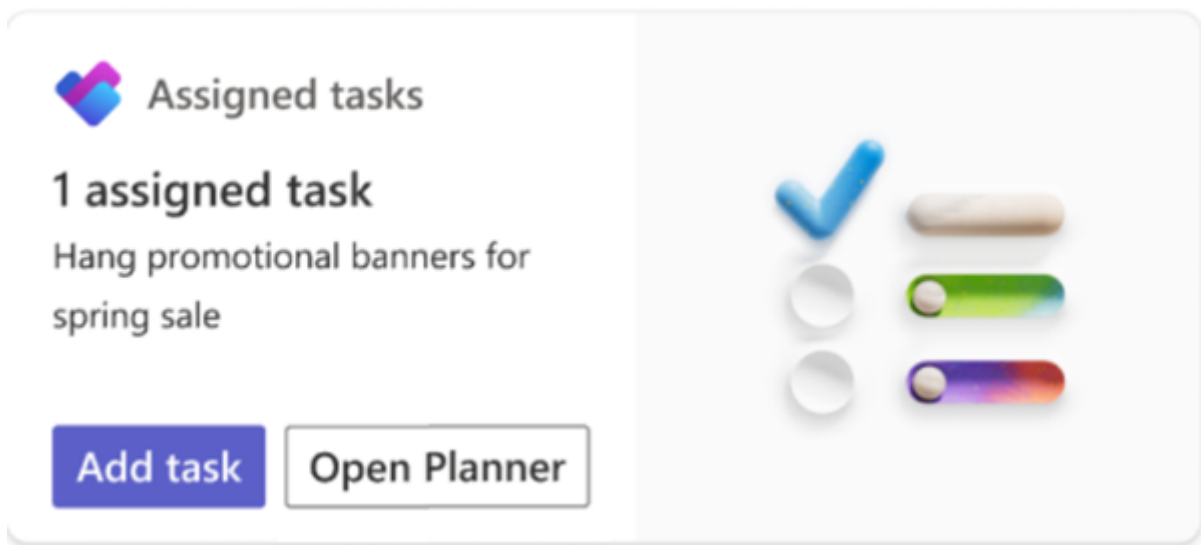 Assigned tasks
1 assigned task
Hang promotional banners for
spring sale
Add task
Open Planner